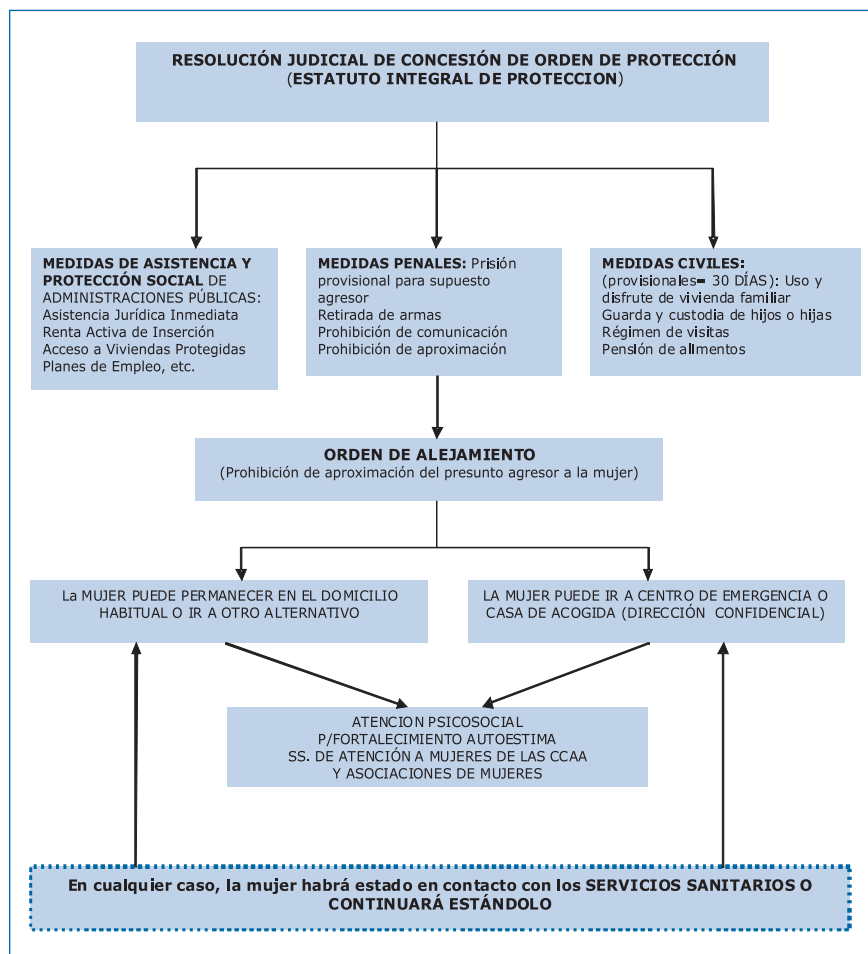 RESOLUCIÓN JUDICIAL DE CONCESIÓN DE ORDEN DE PROTECCIÓN
(ESTATUTO INTEGRAL DE PROTECCION)
MEDIDAS DE ASISTENCIA Y
PROTECCIÓN SOCIAL DE
ADMINISTRACIONES PÚBLICAS:
Asistencia Jurídica Inmediata
Renta Activa de Inserción
Acceso a Viviendas Protegidas
Planes de Empleo, etc.
MEDIDAS PENALES: Prisión
provisional para supuesto
agresor
Retirada de armas
Prohibición de comunicación
Prohibición de aproximación
MEDIDAS CIVILES:
(provisionales= 30 DÍAS): Uso y
disfrute de vivienda familiar
Guarda y custodia de hijos o hijas
Régimen de visitas
Pensión de alimentos
ORDEN DE ALEJAMIENTO
(Prohibición de aproximación del presunto agresor a la mujer)
La MUJER PUEDE PERMANECER EN EL DOMICILIO
HABITUAL O IR A OTRO ALTERNATIVO
LA MUJER PUEDE IR A CENTRO DE EMERGENCIA O
CASA DE ACOGIDA (DIRECCIÓN CONFIDENCIAL)
ATENCION PSICOSOCIAL
P/FORTALECIMIENTO AUTOESTIMA
SS. DE ATENCIÓN A MUJERES DE LAS CCAA
Y ASOCIACIONES DE MUJERES
En cualquier caso, la mujer habrá estado en contacto con los SERVICIOS SANITARIOS O
CONTINUARÁ ESTÁNDOLO